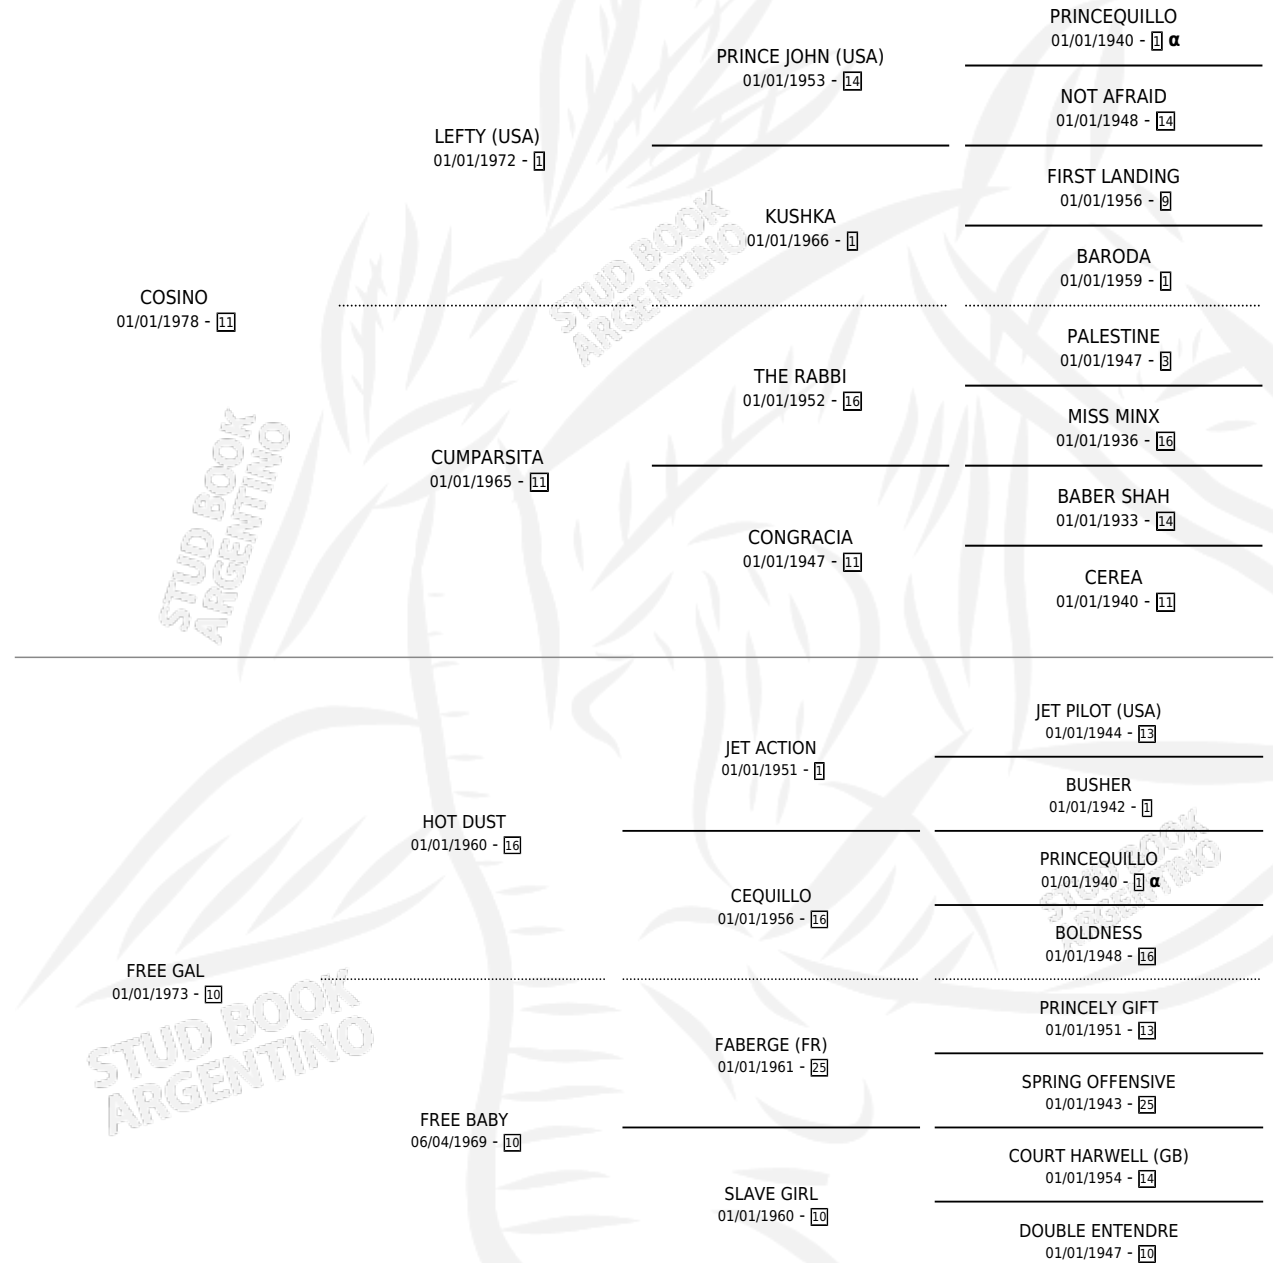 PRINCEQUILLO
01/01/1940 - 1 α
PRINCE JOHN (USA)
01/01/1953 - 14
NOT AFRAID
01/01/1948 - 14
LEFTY (USA)
01/01/1972 - 1
FIRST LANDING
01/01/1956 - 9
KUSHKA
01/01/1966 - 1
BARODA
01/01/1959 - 1
COSINO
01/01/1978 - 11
PALESTINE
01/01/1947 - 3
THE RABBI
01/01/1952 - 16
MISS MINX
01/01/1936 - 16
CUMPARSITA
01/01/1965 - 11
BABER SHAH
01/01/1933 - 14
CONGRACIA
01/01/1947 - 11
CEREA
01/01/1940 - 11
STUD BOOK
ARGENTINO
STUD BOOK
ARGENTINO
JET PILOT (USA)
01/01/1944 - 13
JET ACTION
01/01/1951 - 1
BUSHER
01/01/1942 - 1
HOT DUST
01/01/1960 - 16
PRINCEQUILLO
01/01/1940 - 1 α
CEQUILLO
01/01/1956 - 16
BOLDNESS
01/01/1948 - 16
FREE GAL
01/01/1973 - 10
PRINCELY GIFT
01/01/1951 - 13
FABERGE (FR)
01/01/1961 - 25
SPRING OFFENSIVE
01/01/1943 - 25
FREE BABY
06/04/1969 - 10
COURT HARWELL (GB)
01/01/1954 - 14
SLAVE GIRL
01/01/1960 - 10
DOUBLE ENTENDRE
01/01/1947 - 10
STUD BOOK
ARGENTINO
STUD BOOK
ARGENTINO